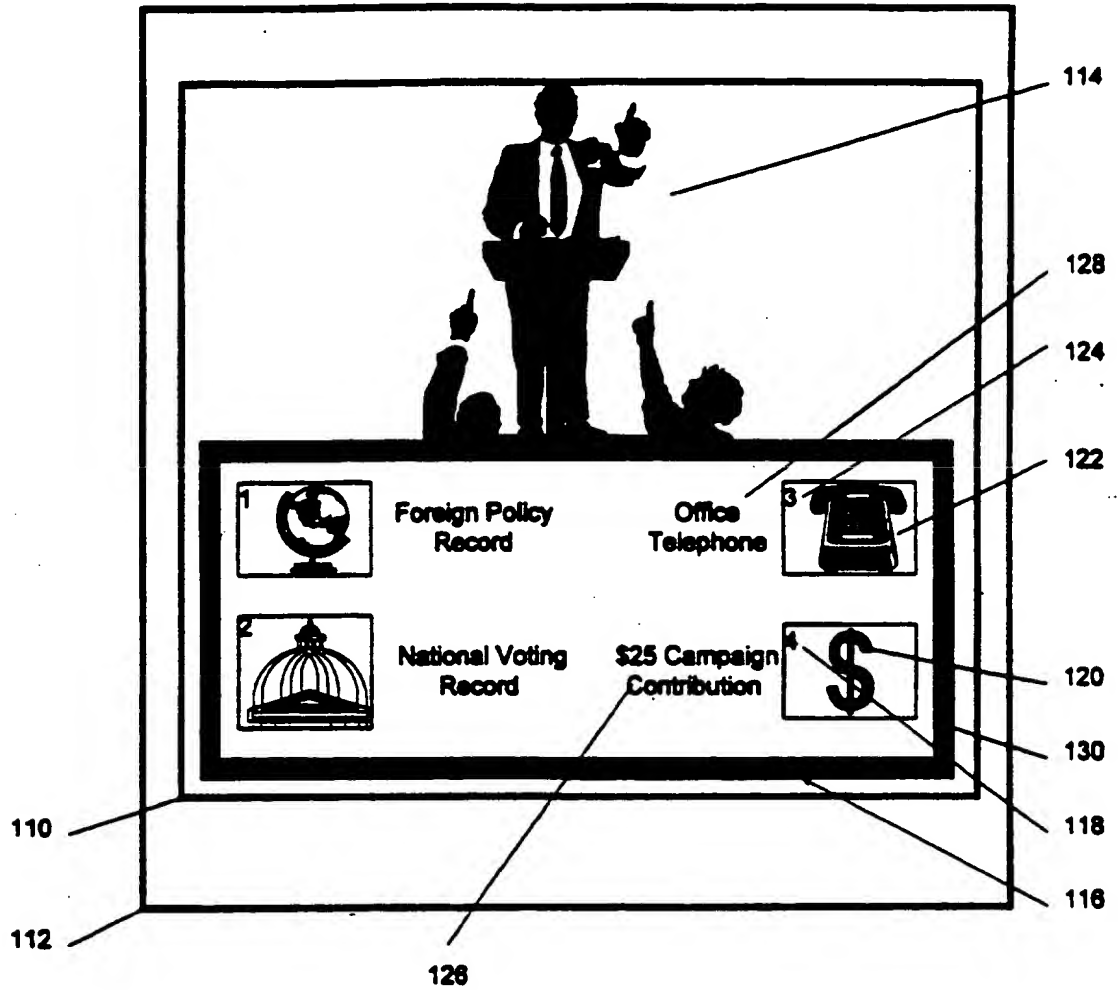 114
128
124
122
1
Foreign Policy
Record
Office
Telephone
3
2
National Voting
Record
$25 Campaign
Contribution
4
120
130
118
116
110
112
126